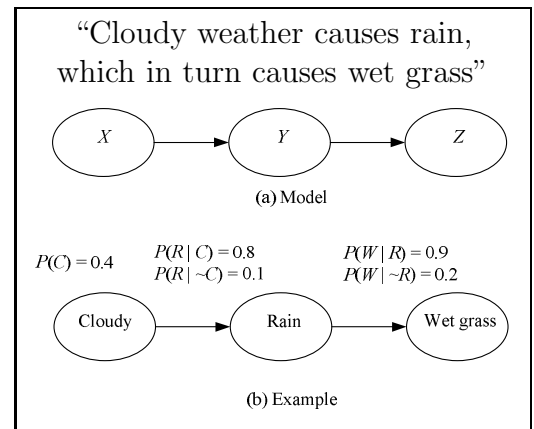 “Cloudy weather causes rain,
which in turn causes wet grass”
X Y Z
(a) Model
P(C) = 0.4
P(R | C) = 0.8
P(R | ~C) = 0.1
P(W | R) = 0.9
P(W | ~R) = 0.2
Cloudy Rain Wet grass
(b) Example